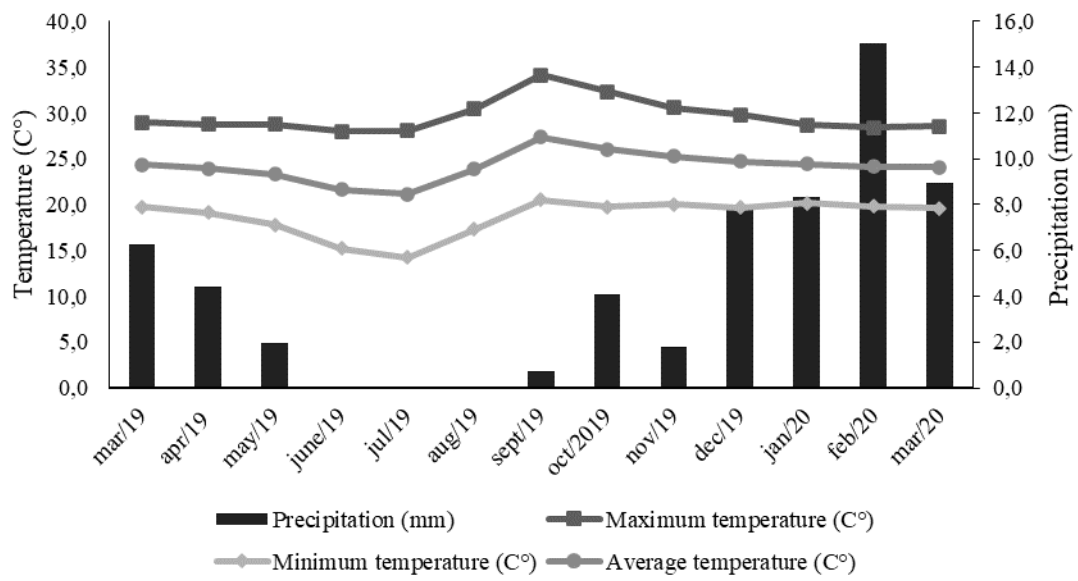 40,0
35,0
30,0
25,0
20,0
15,0
10,0
5,0
0,0
Temperature (C°)
16,0
14,0
12,0
10,0
8,0
6,0
4,0
2,0
0,0
Precipitation (mm)
mar/19
apr/19
may/19
june/19
jul/19
aug/19
sept/19
oct/2019
nov/19
dec/19
jan/20
feb/20
mar/20
Precipitation (mm)
Maximum temperature (C°)
Minimum temperature (C°)
Average temperature (C°)